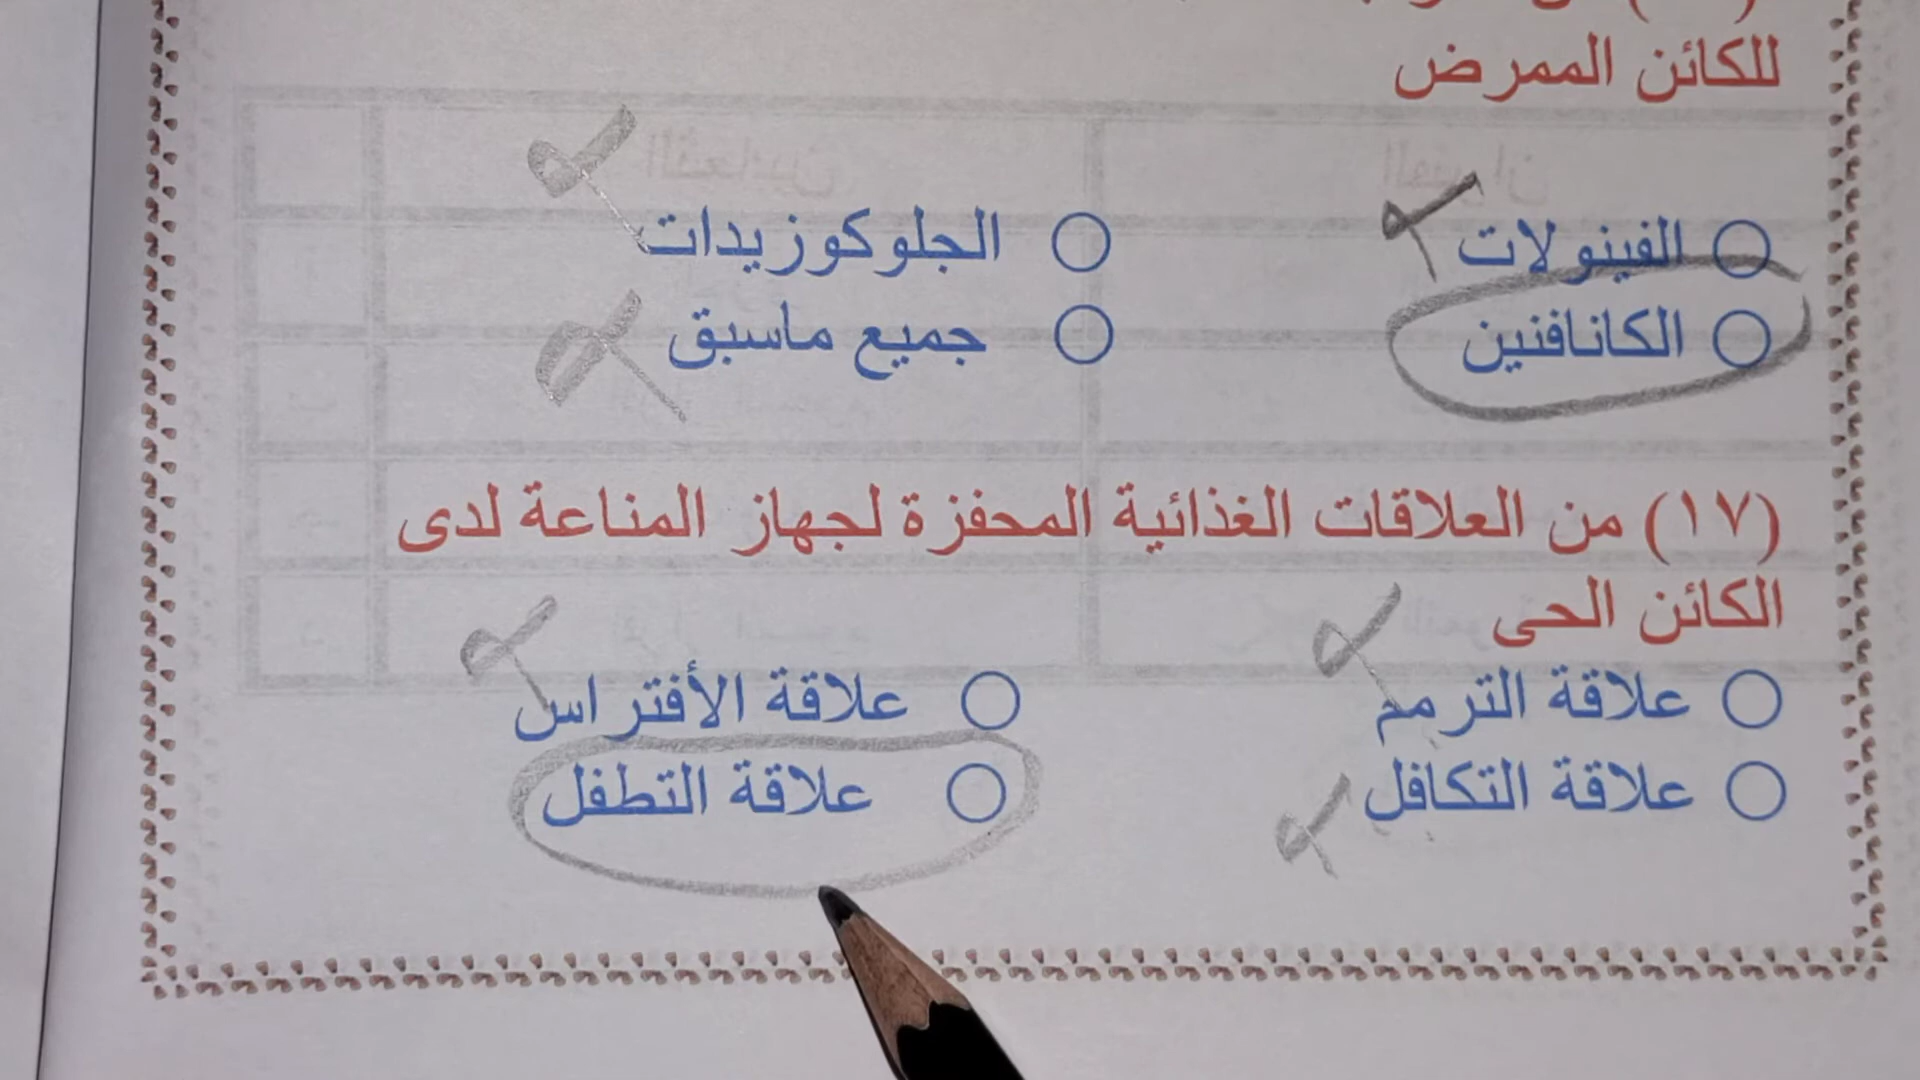 للكائن الممرض
الفينولات
الجلوكوزيدات
الكانافنين
جميع ماسبق
(١٧) من العلاقات الغذائية المحفزة لجهاز المناعة لدى
الكائن الحى
علاقة الترمم
علاقة الأفتراس
علاقة التكافل
علاقة التطفل